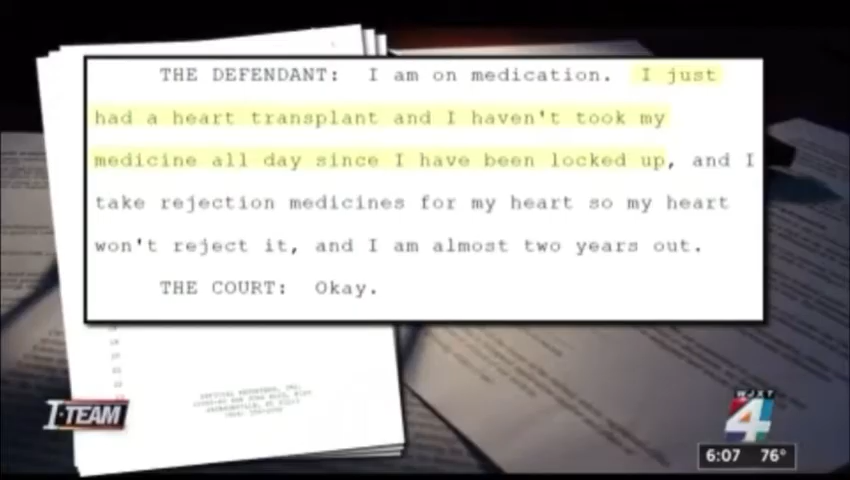 THE DEFENDANT: I am on medication. I just
had a heart transplant and I haven't took my
medicine all day since I have been locked up, and I
take rejection medicines for my heart so my heart
won't reject it, and I am almost two years out.
THE COURT: Okay.
I-TEAM
WJXT
4
6:07 76°